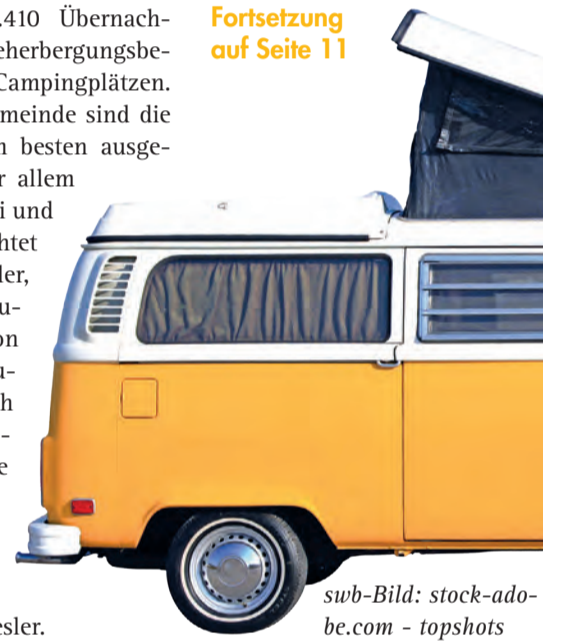 .410 Übernach-
eherbergungsbe-
Campingplätzen.
meinde sind die
n besten ausge-
r allem
i und
htet
ler,
u-
on
u-
h
-
e
esler.
Fortsetzung
auf Seite 11
swb-Bild: stock-ado-
be.com - topshots